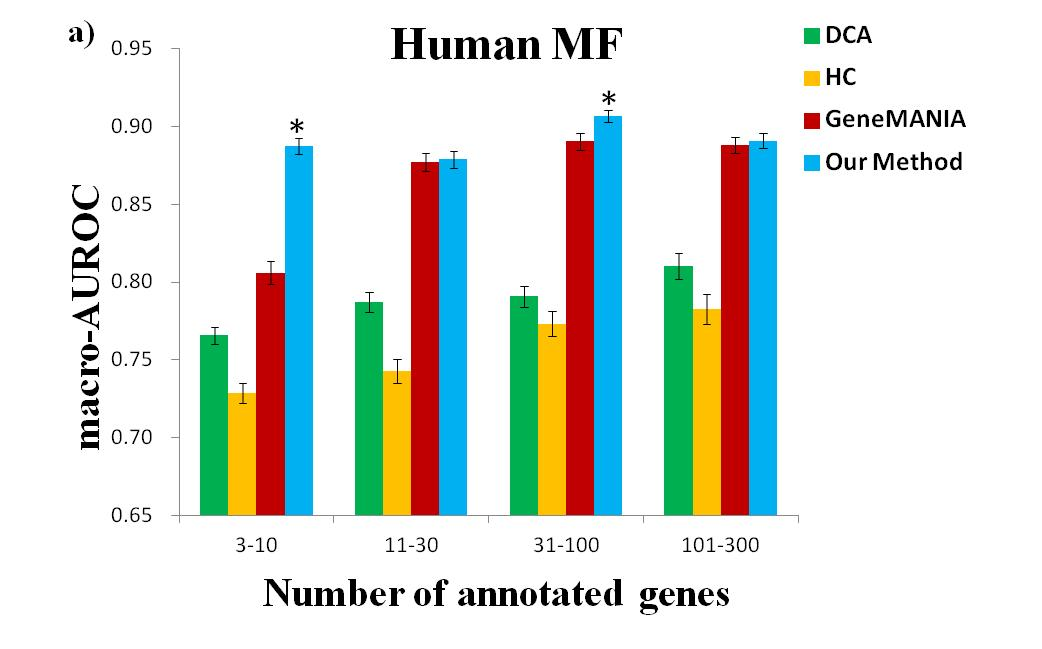 a)
Human MF
DCA
HC
GeneMANIA
Our Method
macro-AUROC
0.95
0.90
0.85
0.80
0.75
0.70
0.65
*
*
3-10
11-30
31-100
101-300
Number of annotated genes